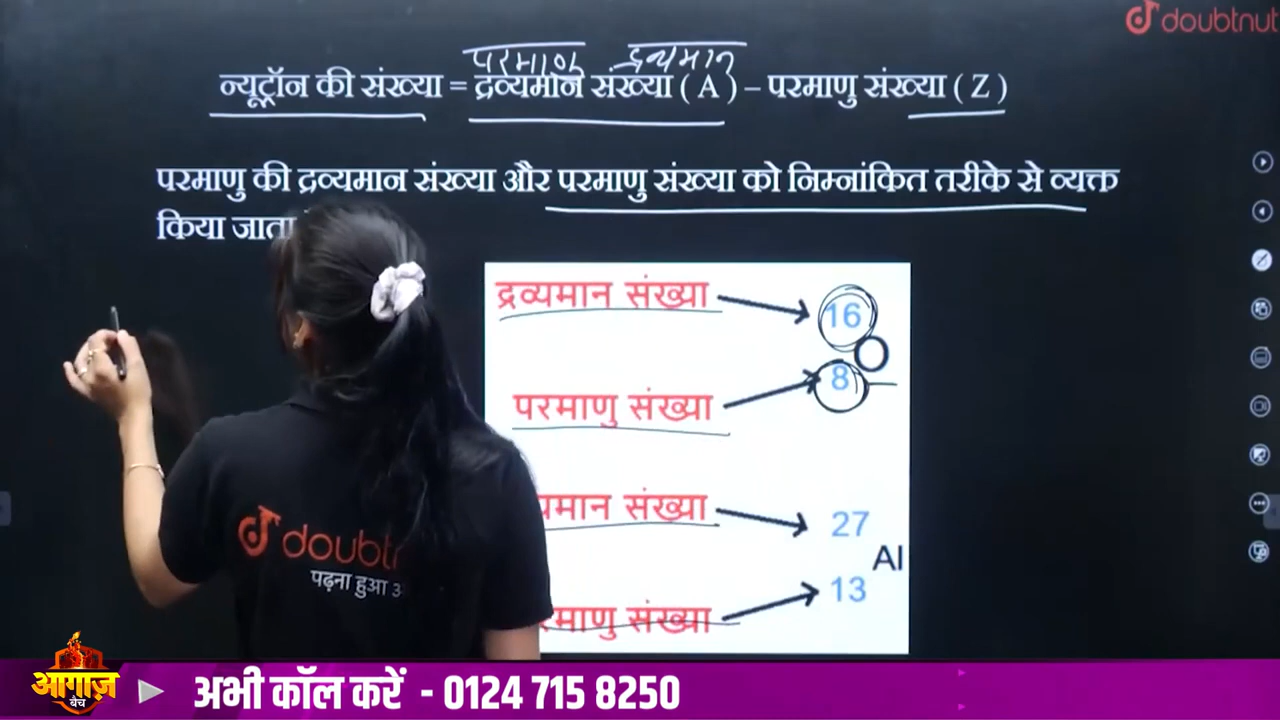 doubtnut
परमाणु द्रव्यमान
न्यूट्रॉन की संख्या = द्रव्यमान संख्या ( A ) – परमाणु संख्या ( Z )
परमाणु की द्रव्यमान संख्या और परमाणु संख्या को निम्नांकित तरीके से व्यक्त
किया जाता
द्रव्यमान संख्या 16
O
परमाणु संख्या 8
मान संख्या 27
Al
माणु संख्या 13
doubt
पढ़ना हुआ
आगाज़
बैच
अभी कॉल करें - 0124 715 8250